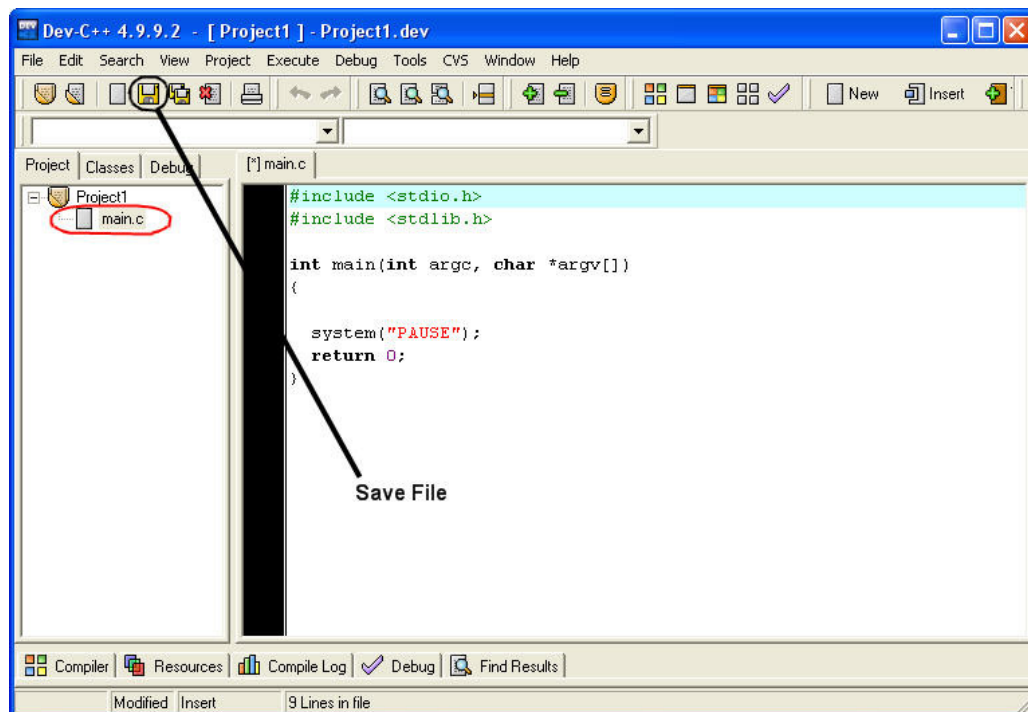 Dev-C++ 4.9.9.2 - [ Project1 ] - Project1.dev
File Edit Search View Project Execute Debug Tools CVS Window Help
New Insert
Project Classes Debug
[*] main.c
Project1
main.c
#include <stdio.h>
#include <stdlib.h>
int main(int argc, char *argv[])
{
system("PAUSE");
return 0;
}
Save File
Compiler Resources Compile Log Debug Find Results
Modified Insert 9 Lines in file